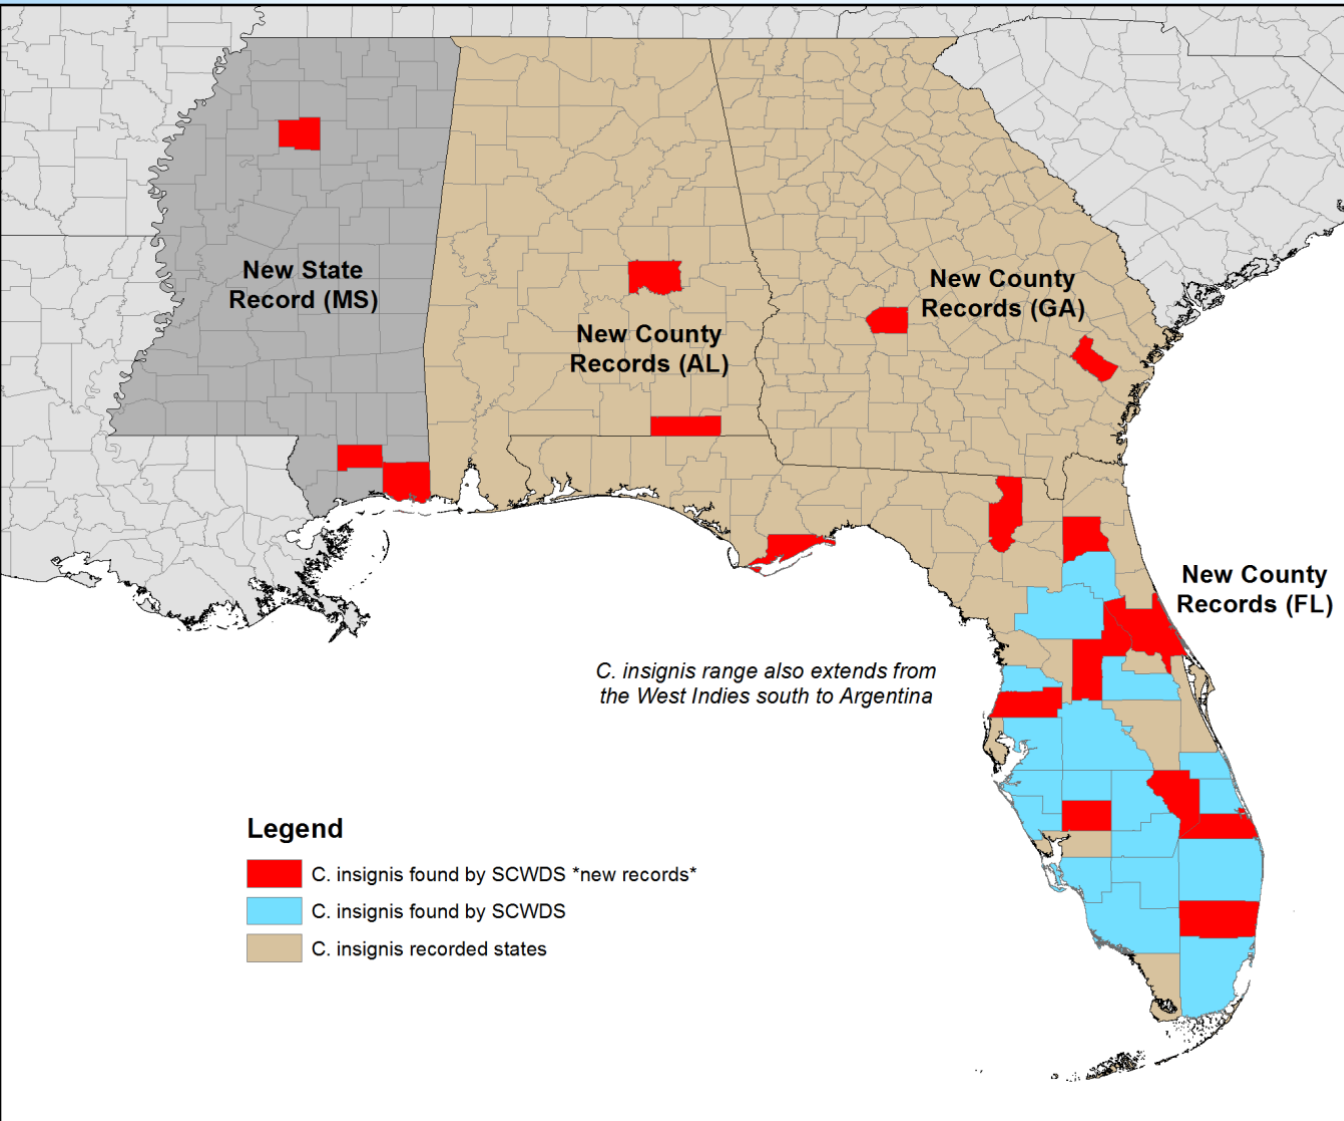 New State
Record (MS)
New County
Records (AL)
New County
Records (GA)
New County
Records (FL)
C. insignis range also extends from
the West Indies south to Argentina
Legend
C. insignis found by SCWDS *new records*
C. insignis found by SCWDS
C. insignis recorded states